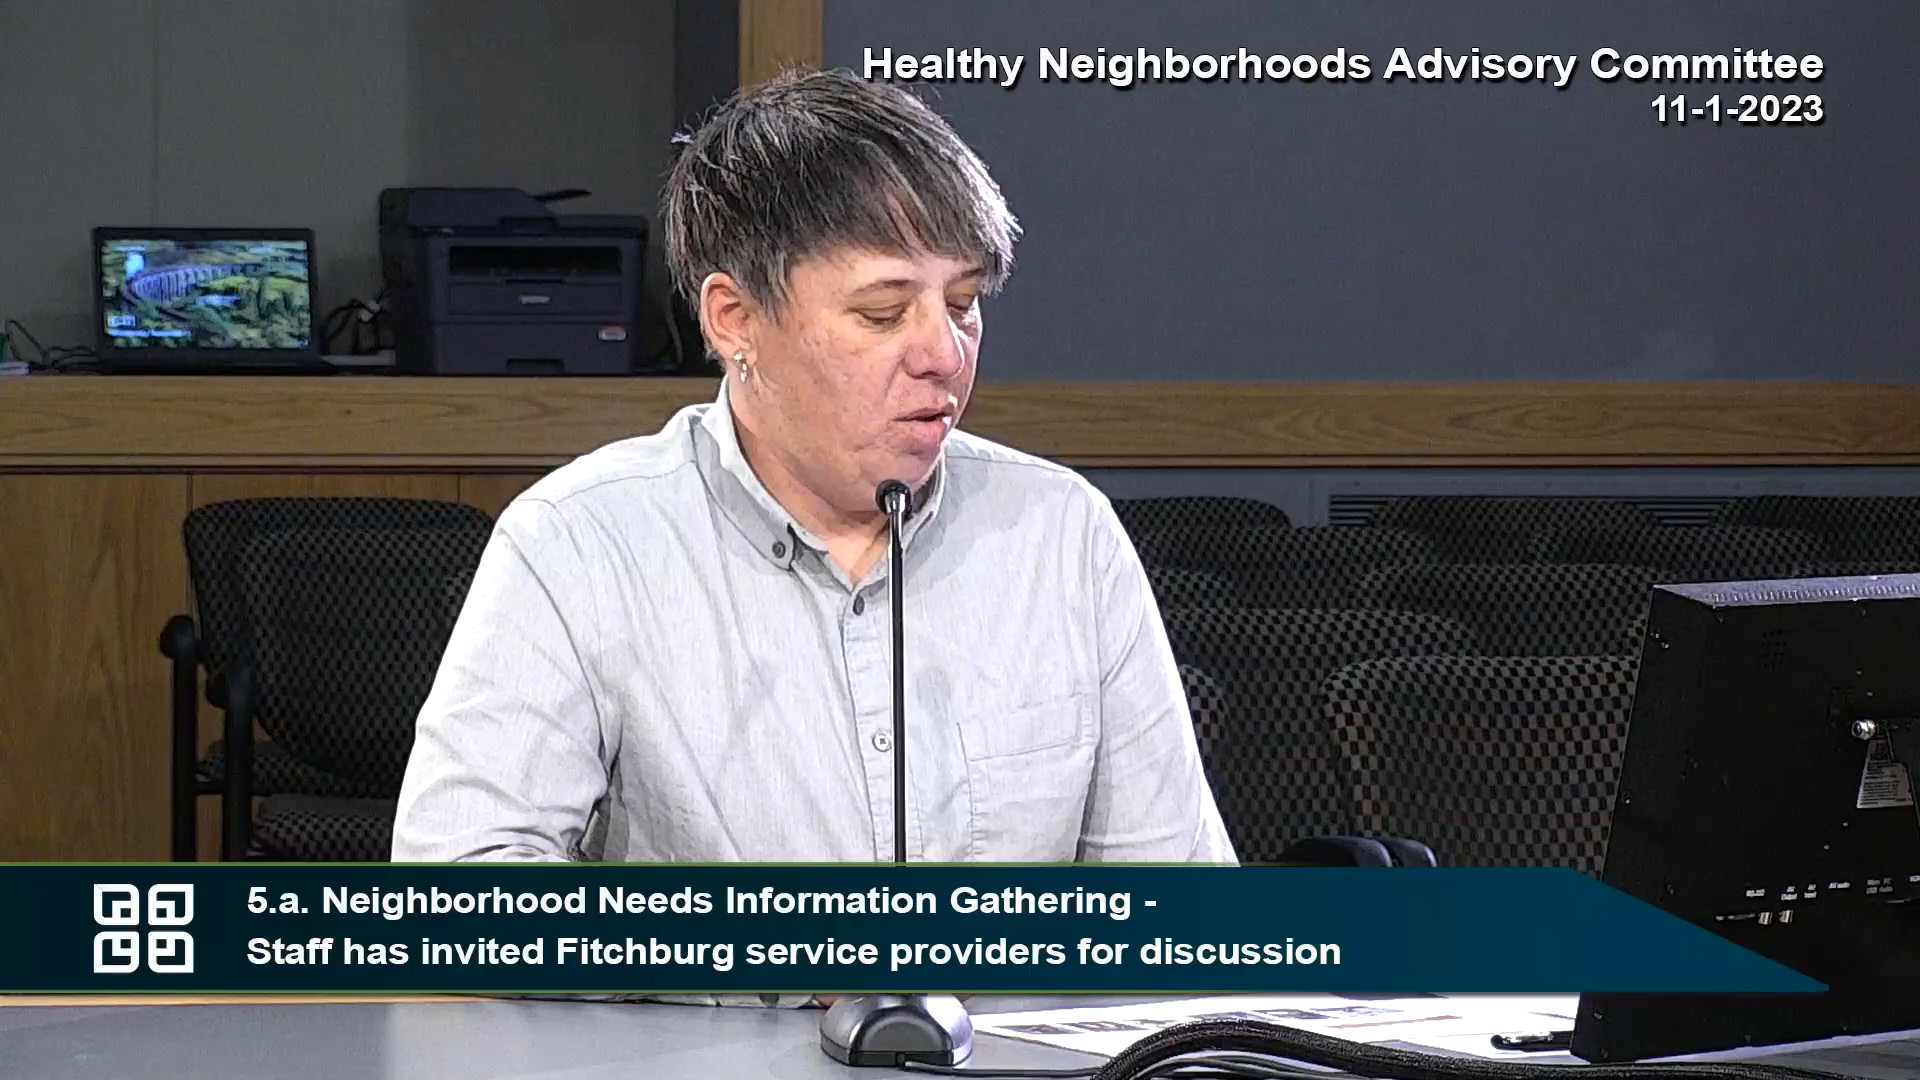 Healthy Neighborhoods Advisory Committee
11-1-2023
5.a. Neighborhood Needs Information Gathering -
Staff has invited Fitchburg service providers for discussion